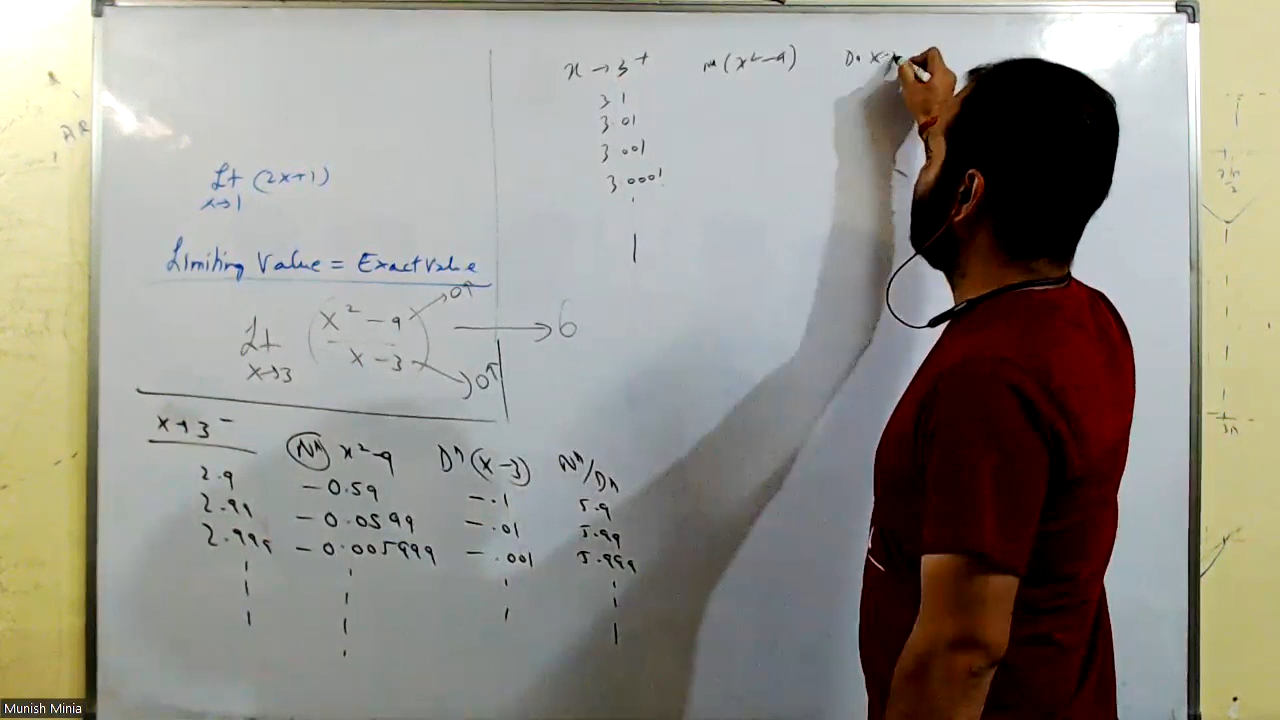 Lt (2x+1)
x→1
Limiting Value = Exact Value
Lt (x²-9 / x-3) → 6
x→3
0↑
0↑
x→3⁻ Nʳ x²-9 Dʳ (x-3) Nʳ/Dʳ
2.9 -0.59 -.1 5.9
2.99 -0.0599 -.01 5.99
2.999 -0.005999 -.001 5.999
x→3⁺ Nʳ(x²-9)
3.1
3.01
3.001
3.0001
Munish Minia